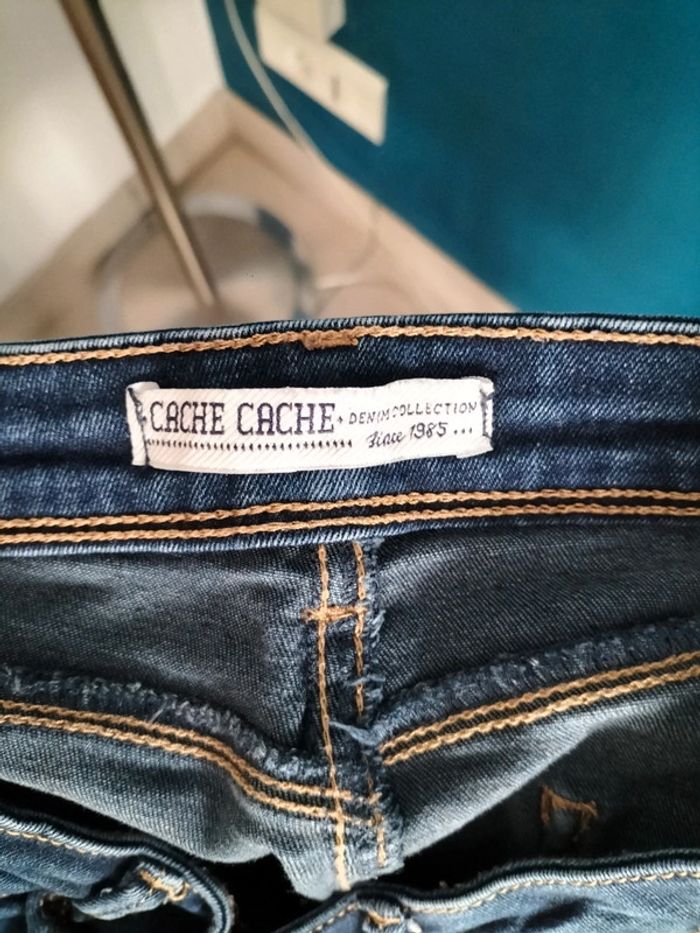 CACHE CACHE
DENIM COLLECTION
Since 1985 ...